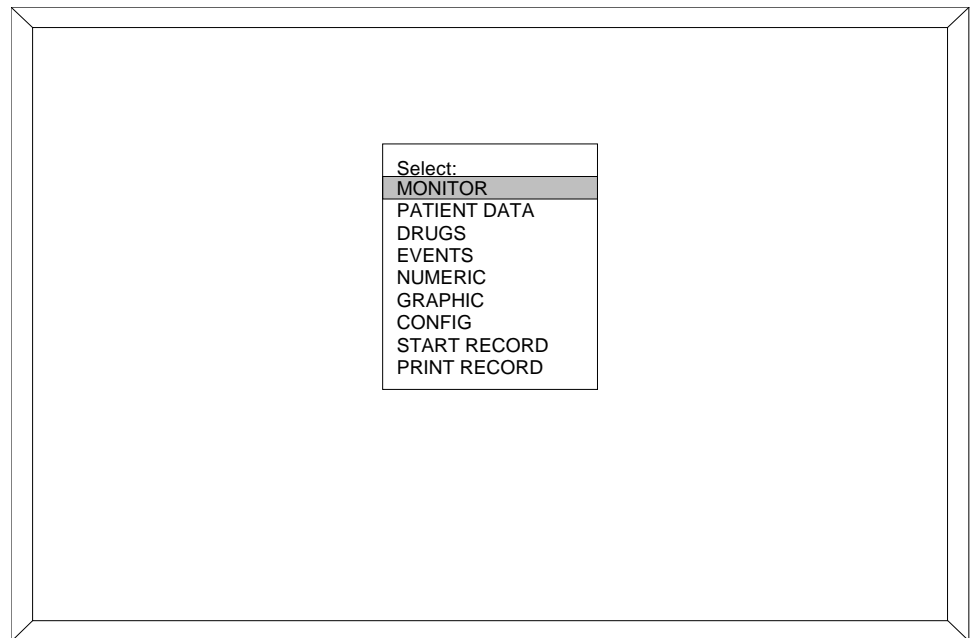 Select:
MONITOR
PATIENT DATA
DRUGS
EVENTS
NUMERIC
GRAPHIC
CONFIG
START RECORD
PRINT RECORD